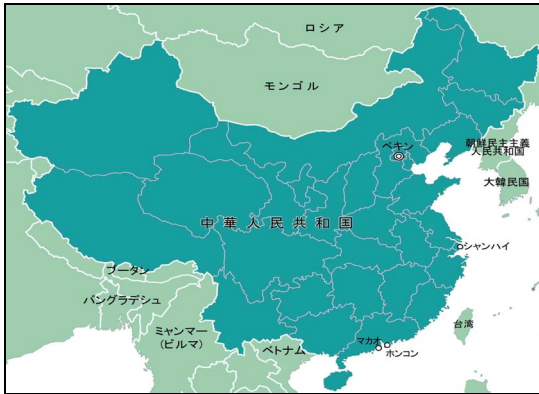 ロシア
モンゴル
ペキン
朝鮮民主主義
人民共和国
大韓民国
中華人民共和国
シャンハイ
ブータン
バングラデシュ
ミャンマー
(ビルマ)
ベトナム
マカオ
ホンコン
台湾